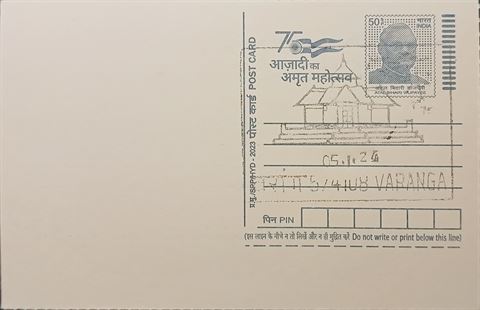 75
आज़ादी का
अमृत महोत्सव
50
भारत
INDIA
अटल बिहारी वाजपेयी
ATAL BIHARI VAJPAYEE
पोस्ट कार्ड POST CARD
05.1.24
574108 VARANGA
पिन PIN
(इस लाइन के नीचे न तो लिखें और न ही मुद्रित करें Do not write or print below this line)